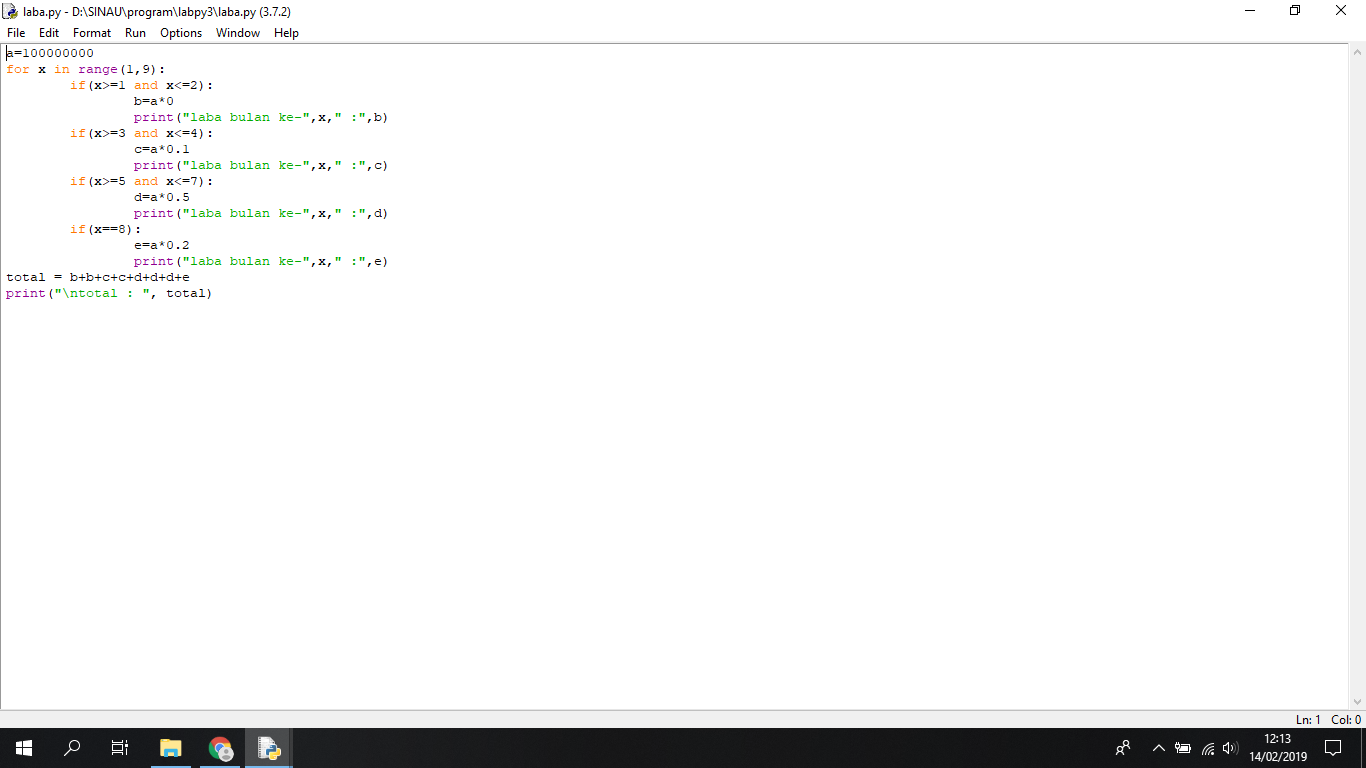 laba.py - D:\SINAU\program\labpy3\laba.py (3.7.2)
File Edit Format Run Options Window Help
a=100000000
for x in range(1,9):
        if(x>=1 and x<=2):
                b=a*0
                print("laba bulan ke-",x," :",b)
        if(x>=3 and x<=4):
                c=a*0.1
                print("laba bulan ke-",x," :",c)
        if(x>=5 and x<=7):
                d=a*0.5
                print("laba bulan ke-",x," :",d)
        if(x==8):
                e=a*0.2
                print("laba bulan ke-",x," :",e)
total = b+b+c+c+d+d+d+e
print("\ntotal : ", total)
Ln: 1 Col: 0
12:13
14/02/2019